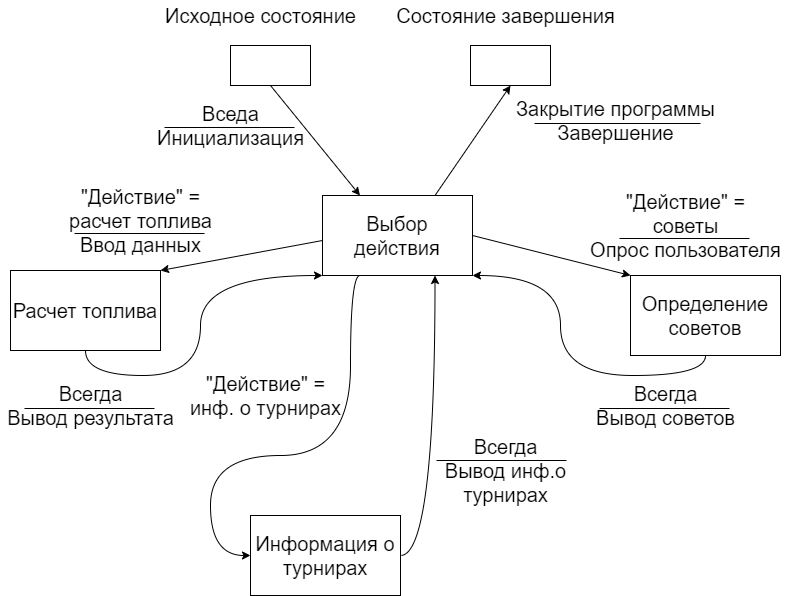 Исходное состояние
Состояние завершения
Вседа
Инициализация
Закрытие программы
Завершение
"Действие" =
расчет топлива
Ввод данных
Выбор
действия
"Действие" =
советы
Опрос пользователя
Расчет топлива
Определение
советов
Всегда
Вывод результата
"Действие" =
инф. о турнирах
Всегда
Вывод инф.о
турнирах
Всегда
Вывод советов
Информация о
турнирах